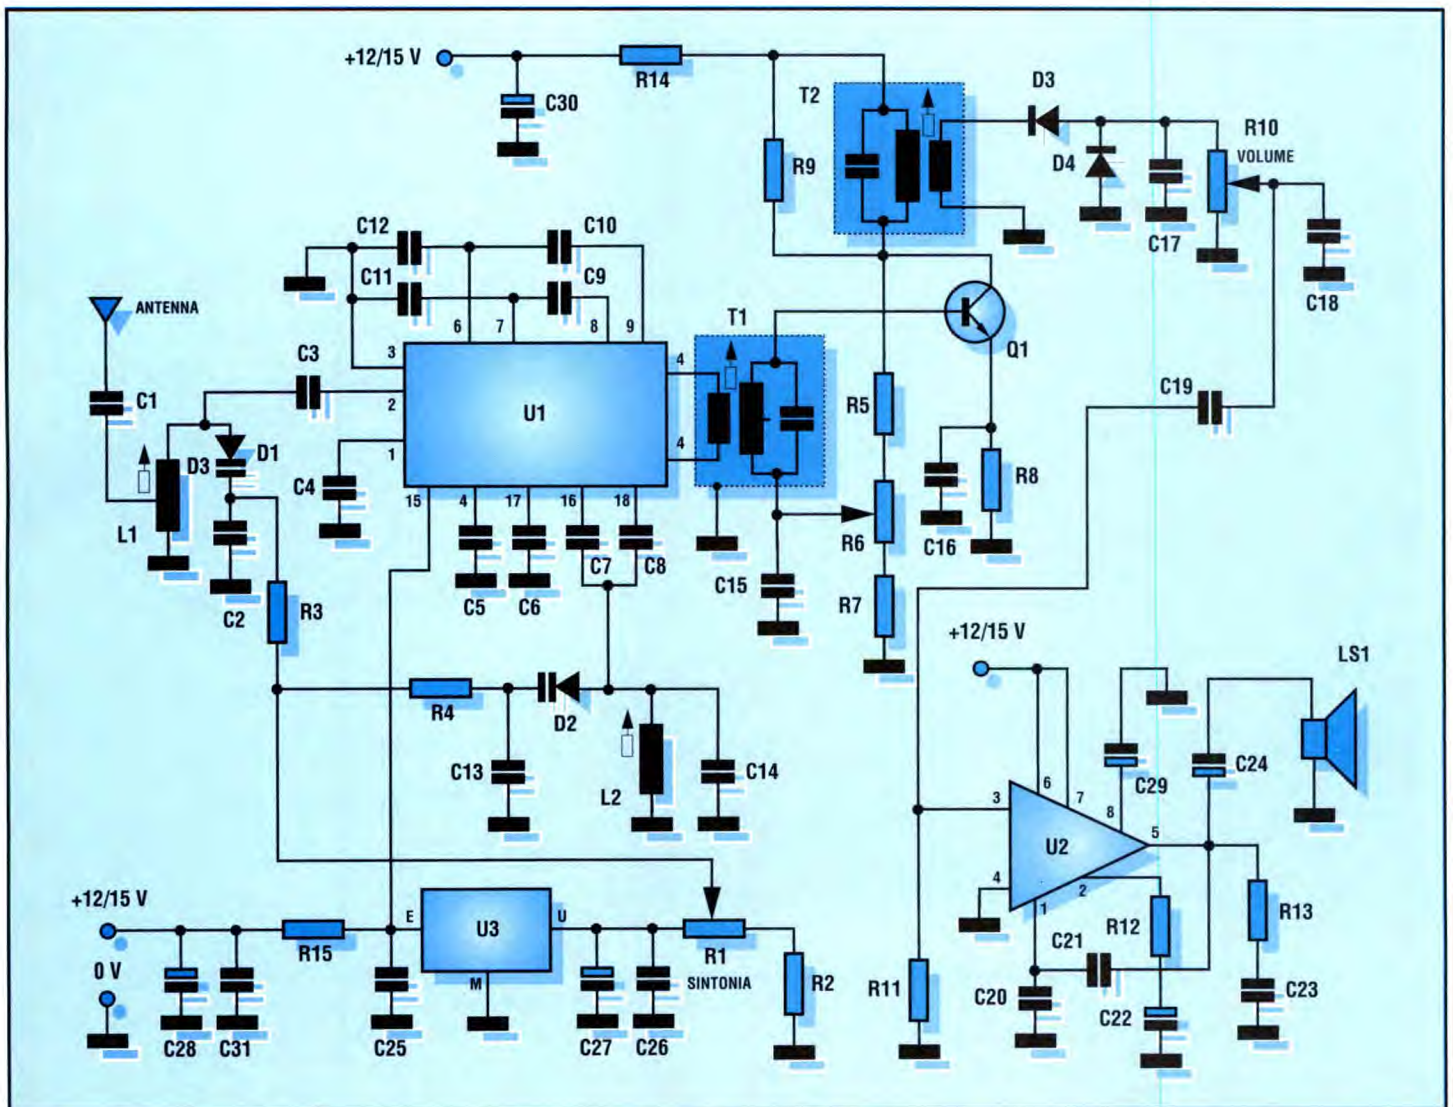 +12/15 V
C30
R14
T2
D3
R10
VOLUME
R9
D4
C17
C18
C12
C10
C11
C9
ANTENNA
6
7
8
9
T1
Q1
3
4
C3
C1
2
U1
R5
C19
D3
D1
1
4
R8
L1
C4
15
4
17
16
18
R6
C16
C2
R3
C5
C6
C7
C8
C15
R7
+12/15 V
LS1
R4
D2
C13
L2
C14
C29
C24
3
6
7
8
5
U2
4
2
1
+12/15 V
E
U3
U
R12
R13
R15
R1
C21
0 V
M
SINTONIA
R2
R11
C20
C22
C23
C28
C31
C25
C27
C26